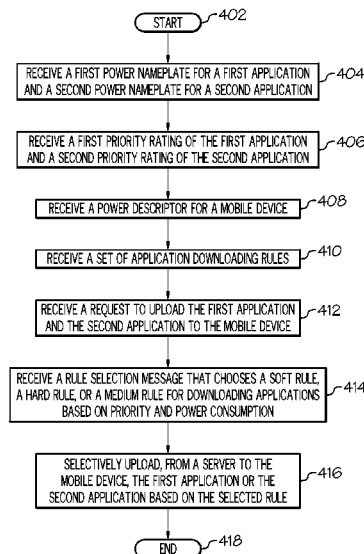 START
402
RECEIVE A FIRST POWER NAMEPLATE FOR A FIRST APPLICATION
AND A SECOND POWER NAMEPLATE FOR A SECOND APPLICATION
404
RECEIVE A FIRST PRIORITY RATING OF THE FIRST APPLICATION
AND A SECOND PRIORITY RATING OF THE SECOND APPLICATION
406
RECEIVE A POWER DESCRIPTOR FOR A MOBILE DEVICE
408
RECEIVE A SET OF APPLICATION DOWNLOADING RULES
410
RECEIVE A REQUEST TO UPLOAD THE FIRST APPLICATION
AND THE SECOND APPLICATION TO THE MOBILE DEVICE
412
RECEIVE A RULE SELECTION MESSAGE THAT CHOOSES A SOFT RULE,
A HARD RULE, OR A MEDIUM RULE FOR DOWNLOADING APPLICATIONS
BASED ON PRIORITY AND POWER CONSUMPTION
414
SELECTIVELY UPLOAD, FROM A SERVER TO THE
MOBILE DEVICE, THE FIRST APPLICATION OR THE
SECOND APPLICATION BASED ON THE SELECTED RULE
416
END
418